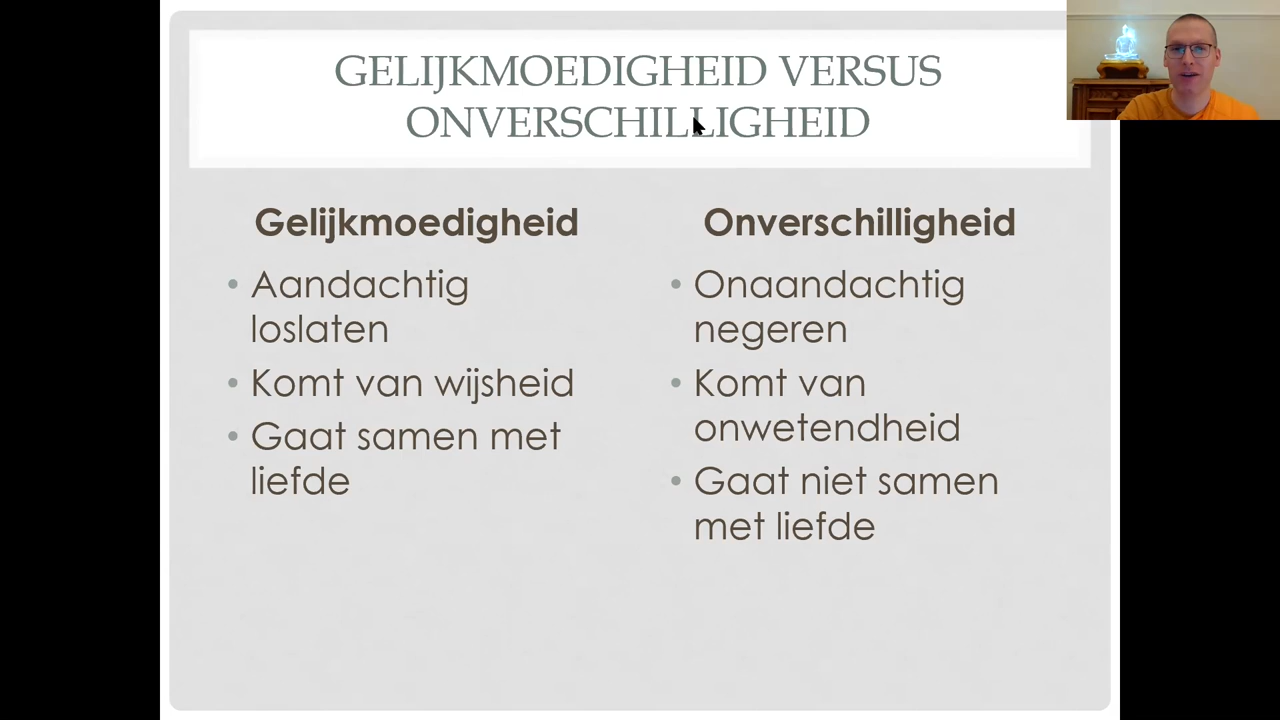 GELIJKMOEDIGHEID VERSUS
ONVERSCHILLIGHEID
Gelijkmoedigheid
• Aandachtig
loslaten
• Komt van wijsheid
• Gaat samen met
liefde
Onverschilligheid
• Onaandachtig
negeren
• Komt van
onwetendheid
• Gaat niet samen
met liefde